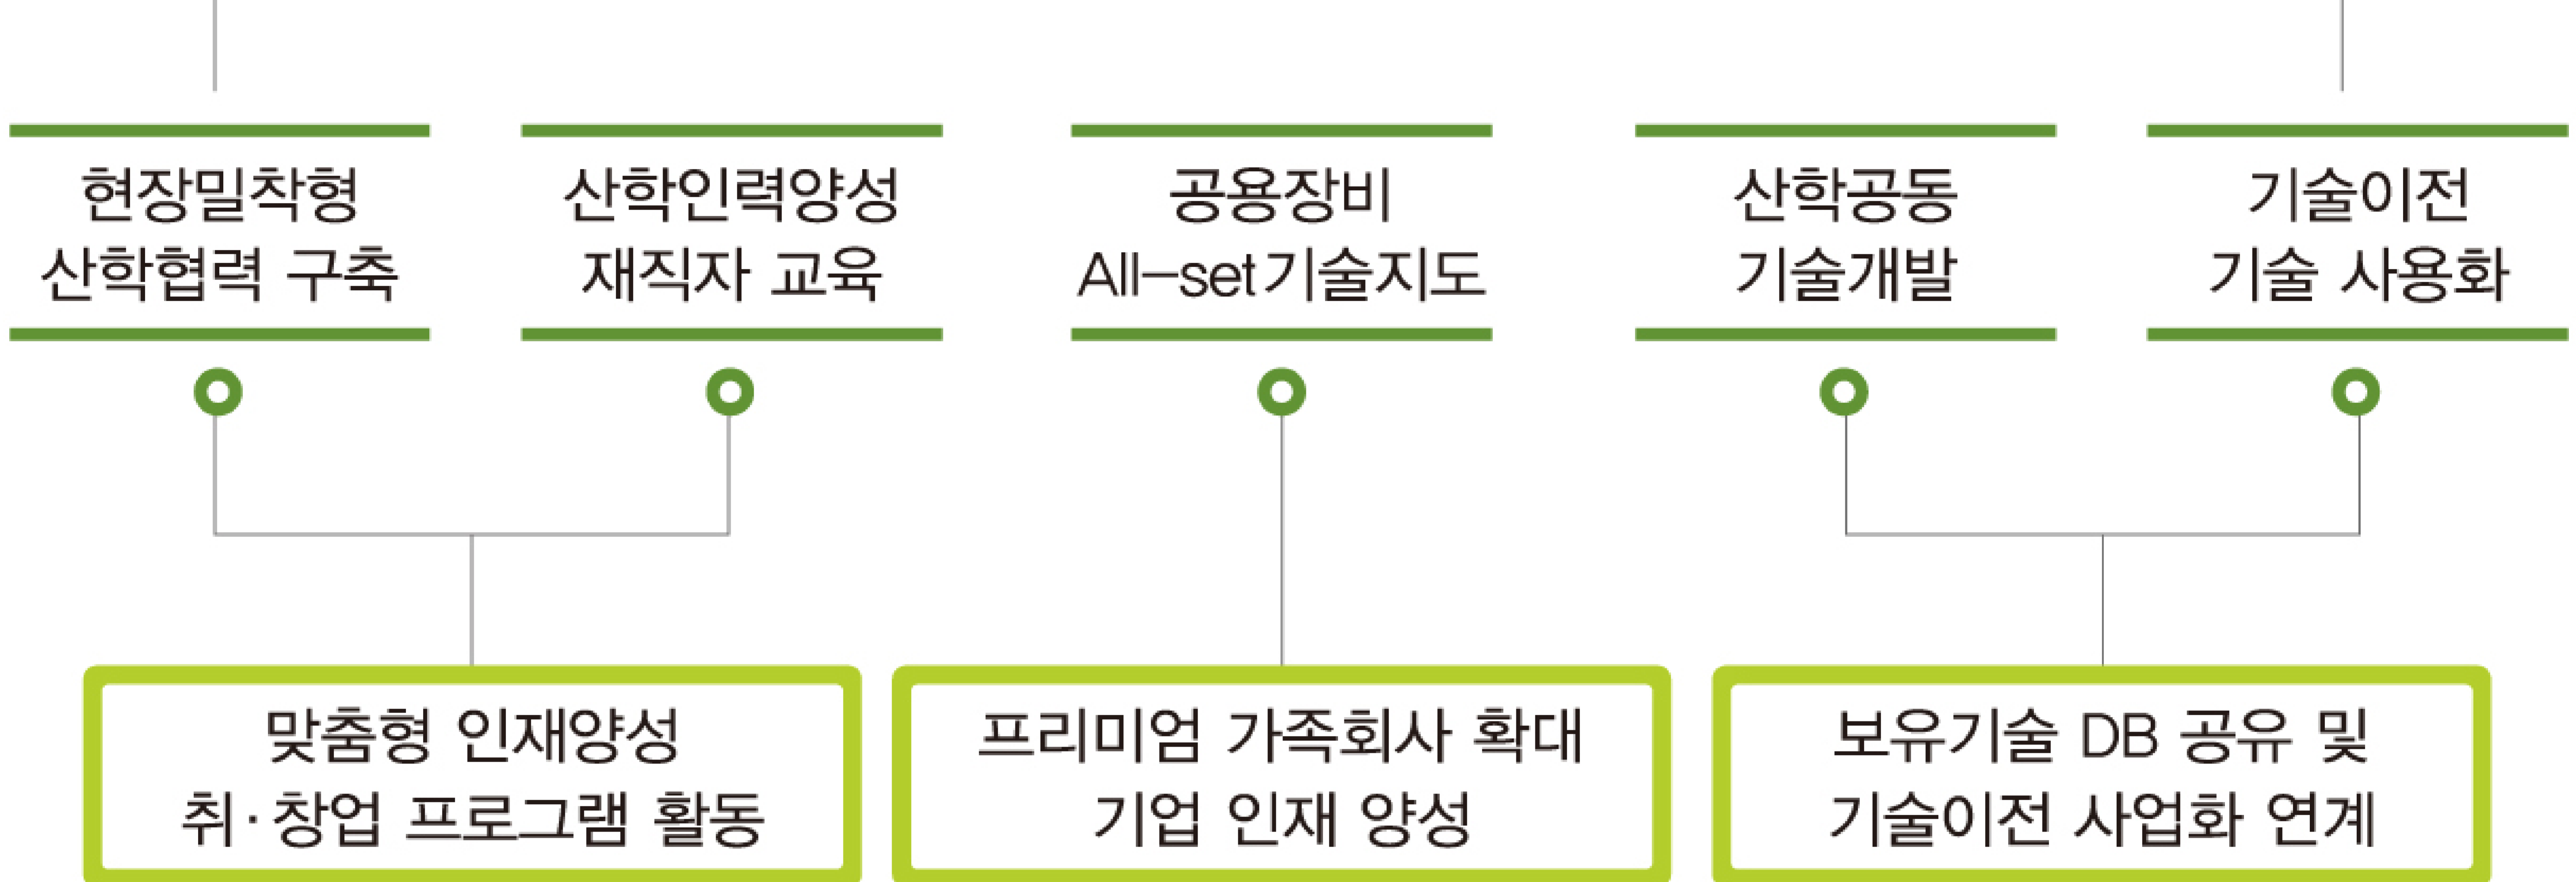 현장밀착형
산학협력 구축
산학인력양성
재직자 교육
공용장비
All-set기술지도
산학공동
기술개발
기술이전
기술 사용화
맞춤형 인재양성
취·창업 프로그램 활동
프리미엄 가족회사 확대
기업 인재 양성
보유기술 DB 공유 및
기술이전 사업화 연계